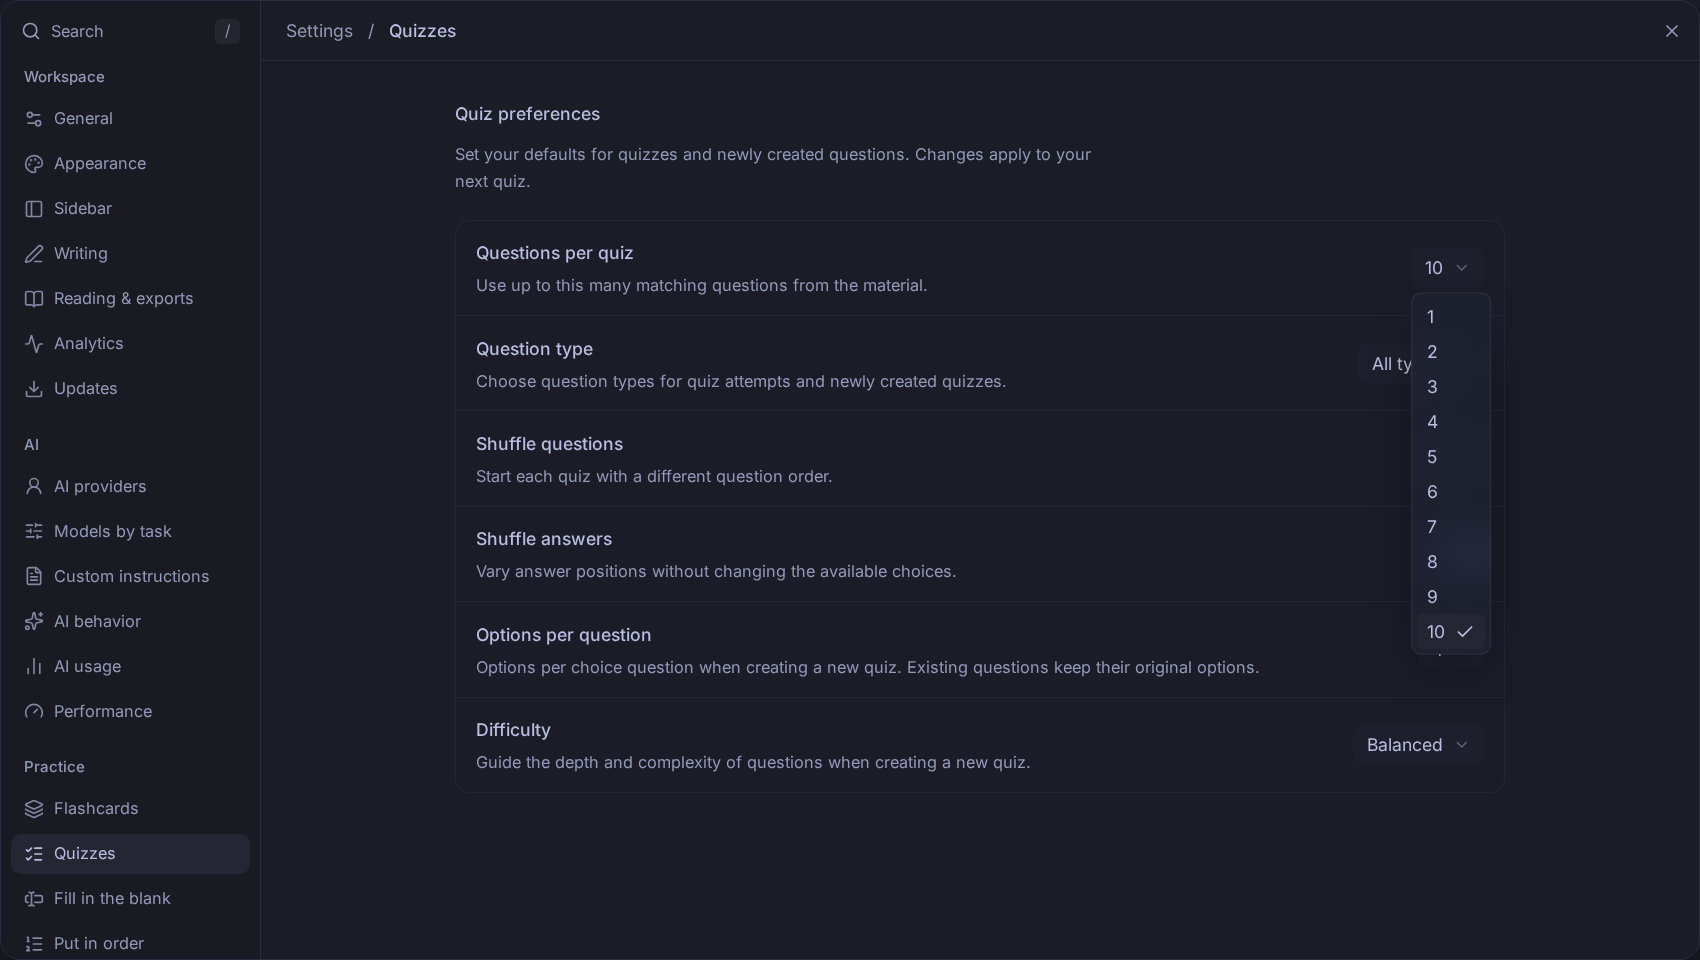 Search /
Settings / Quizzes
Workspace
General
Appearance
Sidebar
Writing
Reading & exports
Analytics
Updates
AI
AI providers
Models by task
Custom instructions
AI behavior
AI usage
Performance
Practice
Flashcards
Quizzes
Fill in the blank
Put in order
Quiz preferences
Set your defaults for quizzes and newly created questions. Changes apply to your
next quiz.
Questions per quiz
Use up to this many matching questions from the material.
10
Question type
Choose question types for quiz attempts and newly created quizzes.
All ty
Shuffle questions
Start each quiz with a different question order.
Shuffle answers
Vary answer positions without changing the available choices.
Options per question
Options per choice question when creating a new quiz. Existing questions keep their original options.
Difficulty
Guide the depth and complexity of questions when creating a new quiz.
Balanced
1
2
3
4
5
6
7
8
9
10